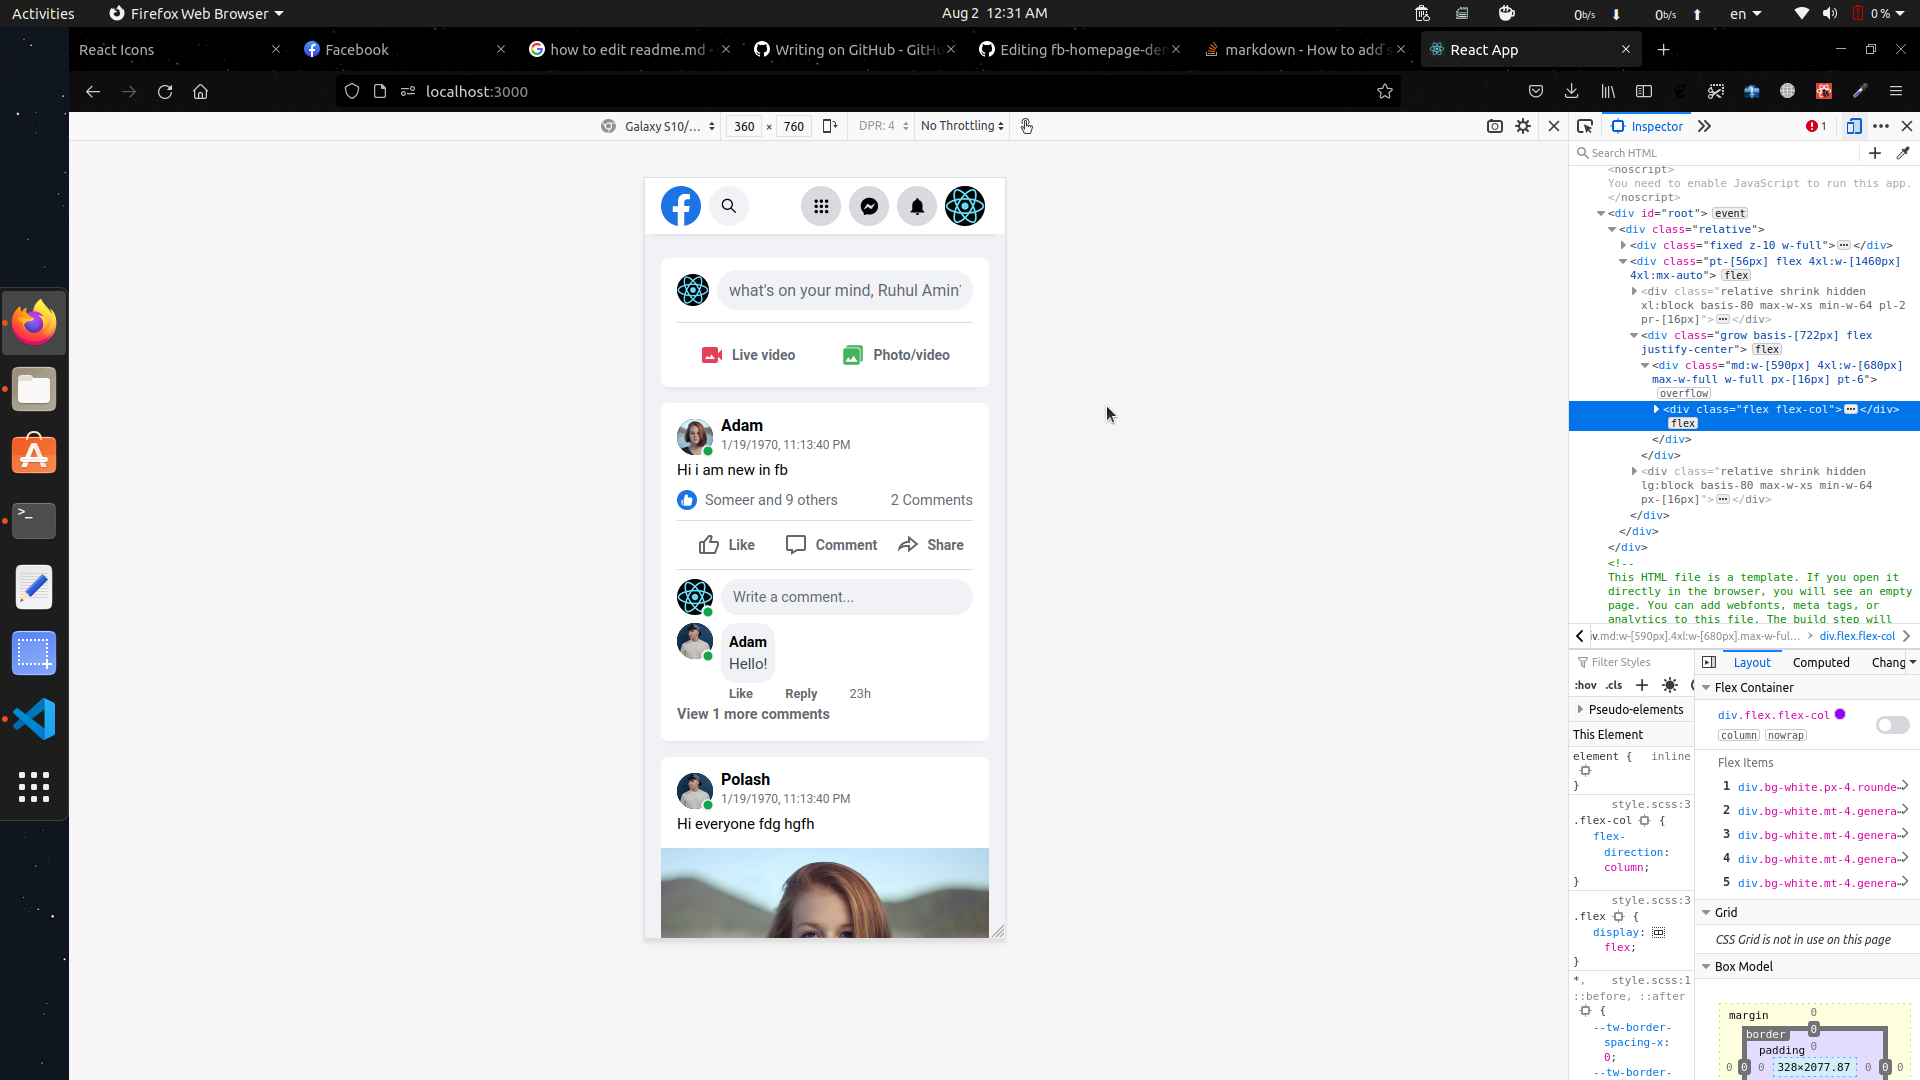 Activities
Firefox Web Browser
Aug 2 12:31 AM
0b/s
0b/s
en
0 %
React Icons
Facebook
how to edit readme.md -
Writing on GitHub - GitHu
Editing fb-homepage-der
markdown - How to add s
React App
localhost:3000
Galaxy S10/...
360 × 760
DPR: 4
No Throttling
Inspector
1
what's on your mind, Ruhul Amin'
Live video
Photo/video
Adam
1/19/1970, 11:13:40 PM
Hi i am new in fb
Someer and 9 others
2 Comments
Like
Comment
Share
Write a comment...
Adam
Hello!
Like
Reply
23h
View 1 more comments
Polash
1/19/1970, 11:13:40 PM
Hi everyone fdg hgfh
Search HTML
<noscript>
You need to enable JavaScript to run this app.
</noscript>
<div id="root"> event
<div class="relative">
<div class="fixed z-10 w-full"> </div>
<div class="pt-[56px] flex 4xl:w-[1460px]
4xl:mx-auto"> flex
<div class="relative shrink hidden
xl:block basis-80 max-w-xs min-w-64 pl-2
pr-[16px]"> </div>
<div class="grow basis-[722px] flex
justify-center"> flex
<div class="md:w-[590px] 4xl:w-[680px]
max-w-full w-full px-[16px] pt-6">
overflow
<div class="flex flex-col"> </div>
flex
</div>
</div>
<div class="relative shrink hidden
lg:block basis-80 max-w-xs min-w-64
px-[16px]"> </div>
</div>
</div>
</div>
<!--
This HTML file is a template. If you open it
directly in the browser, you will see an empty
page. You can add webfonts, meta tags, or
analytics to this file. The build step will
iv.md:w-[590px].4xl:w-[680px].max-w-ful...
div.flex.flex-col
Filter Styles
:hov .cls
Pseudo-elements
This Element
element { inline
}
style.scss:3
.flex-col {
flex-
direction:
column;
}
style.scss:3
.flex {
display:
flex;
}
*, style.scss:1
::before, ::after
{
--tw-border-
spacing-x:
0;
--tw-border-
Layout
Computed
Chang
Flex Container
div.flex.flex-col
column nowrap
Flex Items
1 div.bg-white.px-4.rounde…
2 div.bg-white.mt-4.genera…
3 div.bg-white.mt-4.genera…
4 div.bg-white.mt-4.genera…
5 div.bg-white.mt-4.genera…
Grid
CSS Grid is not in use on this page
Box Model
margin 0
border 0
padding 0
0 0 0 328×2077.87 0 0 0